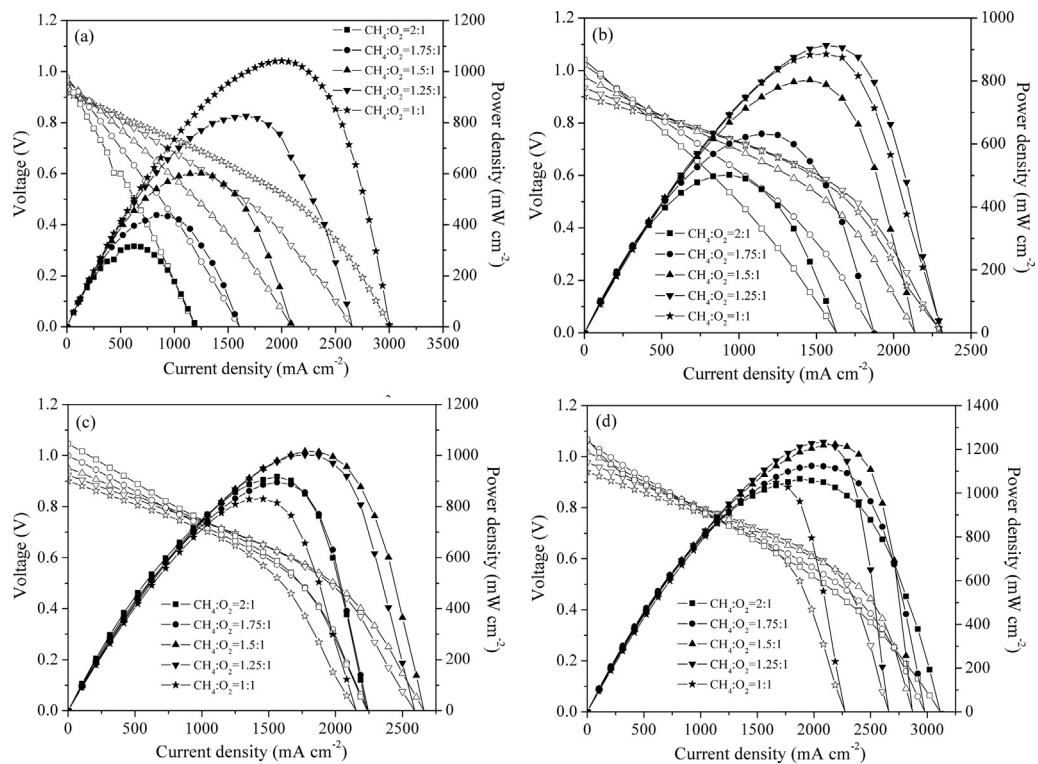 (a)
CH₄:O₂=2:1
CH₄:O₂=1.75:1
CH₄:O₂=1.5:1
CH₄:O₂=1.25:1
CH₄:O₂=1:1
1.2
1.0
0.8
0.6
0.4
0.2
0.0
Voltage (V)
0 500 1000 1500 2000 2500 3000 3500
Current density (mA cm⁻²)
1200
1000
800
600
400
200
0
Power density (mW cm⁻²)
(b)
CH₄:O₂=2:1
CH₄:O₂=1.75:1
CH₄:O₂=1.5:1
CH₄:O₂=1.25:1
CH₄:O₂=1:1
1.2
1.0
0.8
0.6
0.4
0.2
0.0
Voltage (V)
0 500 1000 1500 2000 2500
Current density (mA cm⁻²)
1000
800
600
400
200
0
Power density (mW cm⁻²)
(c)
CH₄:O₂=2:1
CH₄:O₂=1.75:1
CH₄:O₂=1.5:1
CH₄:O₂=1.25:1
CH₄:O₂=1:1
1.2
1.0
0.8
0.6
0.4
0.2
0.0
Voltage (V)
0 500 1000 1500 2000 2500
Current density (mA cm⁻²)
1200
1000
800
600
400
200
0
Power density (mW cm⁻²)
(d)
CH₄:O₂=2:1
CH₄:O₂=1.75:1
CH₄:O₂=1.5:1
CH₄:O₂=1.25:1
CH₄:O₂=1:1
1.2
1.0
0.8
0.6
0.4
0.2
0.0
Voltage (V)
0 500 1000 1500 2000 2500 3000
Current density (mA cm⁻²)
1400
1200
1000
800
600
400
200
0
Power density (mW cm⁻²)